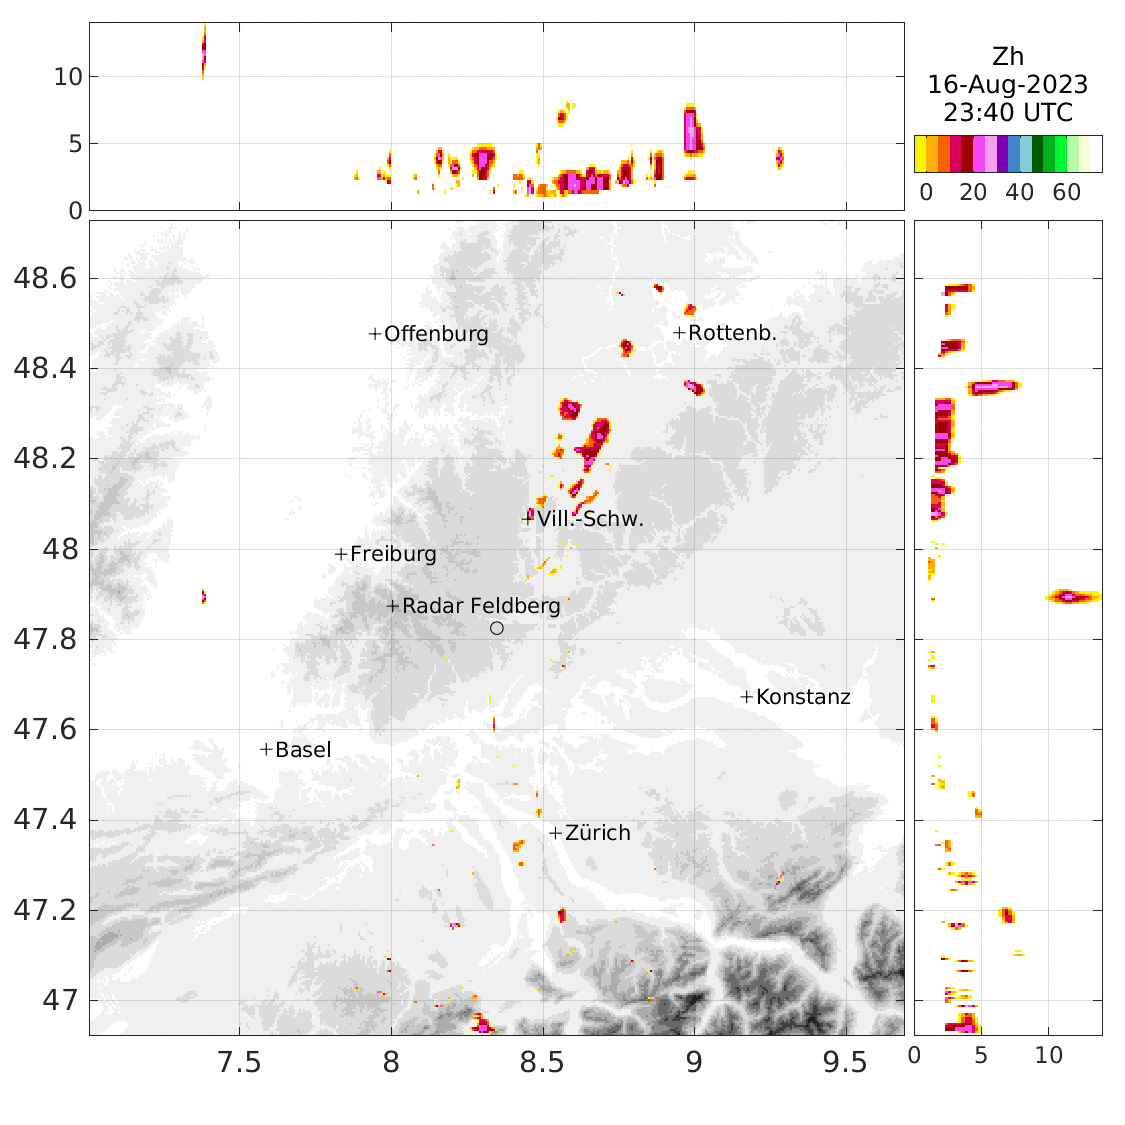 Zh
16-Aug-2023
23:40 UTC
0 20 40 60
10
5
0
48.6
48.4
48.2
48
47.8
47.6
47.4
47.2
47
Offenburg
Rottenb.
Vill.-Schw.
Freiburg
Radar Feldberg
Konstanz
Basel
Zürich
7.5 8 8.5 9 9.5
0 5 10